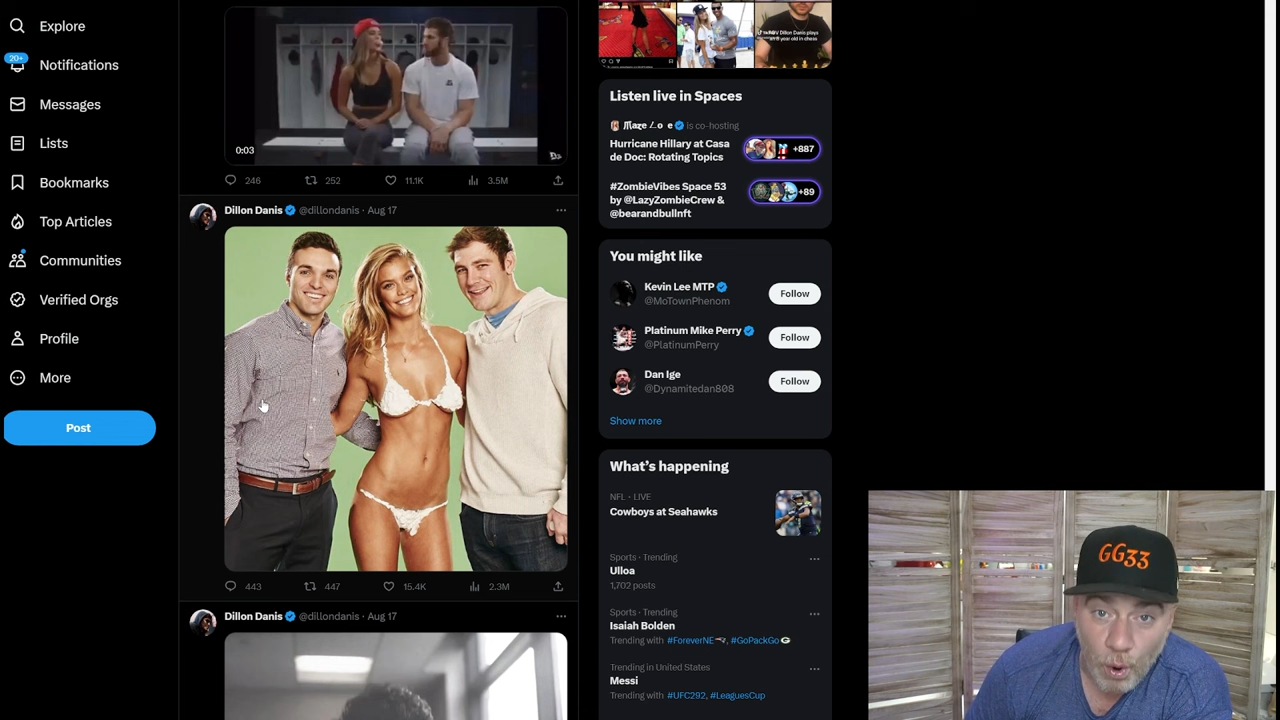 Explore
20+
Notifications
Messages
Lists
Bookmarks
Top Articles
Communities
Verified Orgs
Profile
More
Post
0:03
246 252 11.1K 3.5M
Dillon Danis @dillondanis · Aug 17
443 447 15.4K 2.3M
Dillon Danis @dillondanis · Aug 17
Dillon Danis plays
Listen live in Spaces
is co-hosting
Hurricane Hillary at Casa
de Doc: Rotating Topics
+887
#ZombieVibes Space 53
by @LazyZombieCrew &
@bearandbullnft
+89
You might like
Kevin Lee MTP
@MoTownPhenom
Follow
Platinum Mike Perry
@PlatinumPerry
Follow
Dan Ige
@Dynamitedan808
Follow
Show more
What's happening
NFL · LIVE
Cowboys at Seahawks
Sports · Trending
Ulloa
1,702 posts
Sports · Trending
Isaiah Bolden
Trending with #ForeverNE, #GoPackGo
Trending in United States
Messi
Trending with #UFC292, #LeaguesCup
GG33